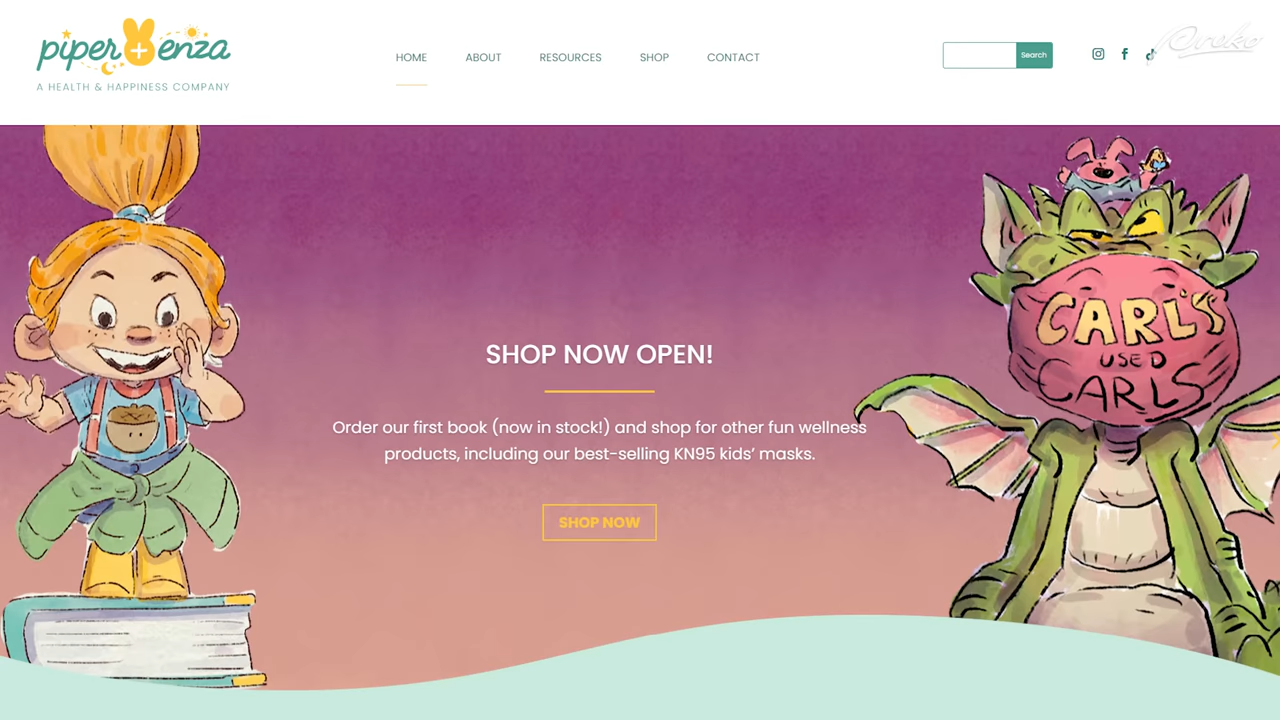 piper + enza
A HEALTH & HAPPINESS COMPANY
HOME ABOUT RESOURCES SHOP CONTACT
Search
Oreko
CARL'S
USED
CARLS
SHOP NOW OPEN!
Order our first book (now in stock!) and shop for other fun wellness
products, including our best-selling KN95 kids’ masks.
SHOP NOW